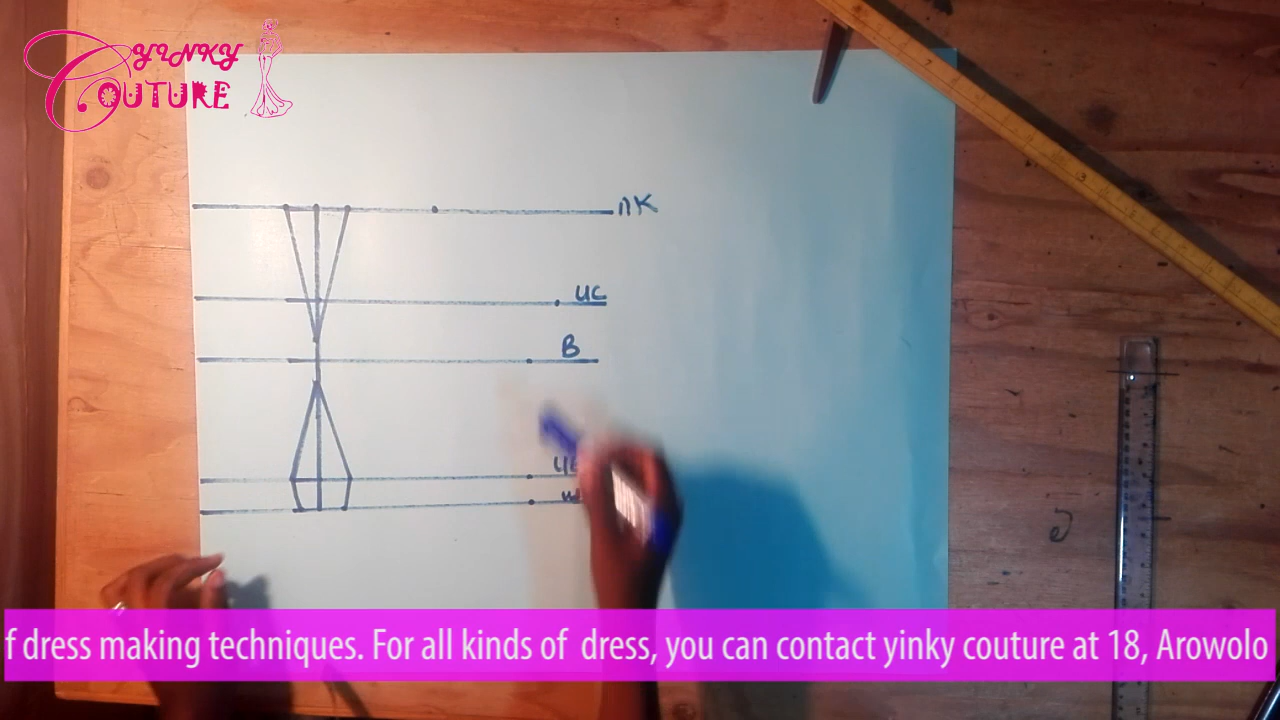 YINKY
COUTURE
NK
UC
B
f dress making techniques. For all kinds of dress, you can contact yinky couture at 18, Arowolo